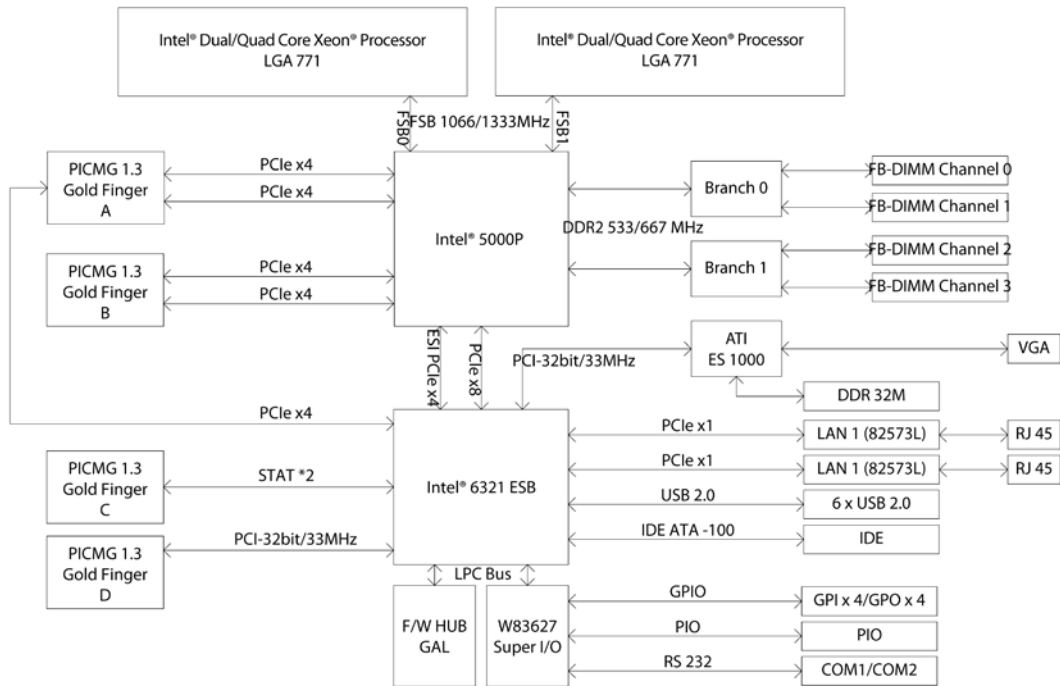 Intel® Dual/Quad Core Xeon® Processor
LGA 771
Intel® Dual/Quad Core Xeon® Processor
LGA 771
FSB0
FSB 1066/1333MHz
FSB1
PICMG 1.3
Gold Finger
A
PCIe x4
PCIe x4
Intel® 5000P
Branch 0
FB-DIMM Channel 0
FB-DIMM Channel 1
DDR2 533/667 MHz
PICMG 1.3
Gold Finger
B
PCIe x4
PCIe x4
Branch 1
FB-DIMM Channel 2
FB-DIMM Channel 3
ESI PCIe x4
PCIe x8
PCI-32bit/33MHz
ATI
ES 1000
VGA
DDR 32M
PCIe x4
Intel® 6321 ESB
PCIe x1
LAN 1 (82573L)
RJ 45
PCIe x1
LAN 1 (82573L)
RJ 45
PICMG 1.3
Gold Finger
C
STAT *2
USB 2.0
6 x USB 2.0
IDE ATA -100
IDE
PICMG 1.3
Gold Finger
D
PCI-32bit/33MHz
LPC Bus
F/W HUB
GAL
W83627
Super I/O
GPIO
GPI x 4/GPO x 4
PIO
PIO
RS 232
COM1/COM2